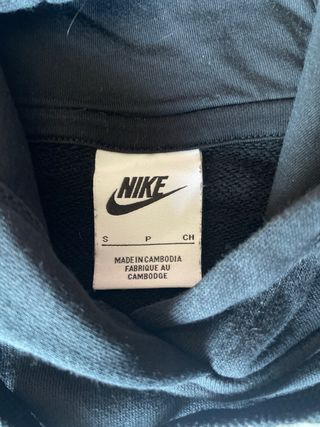 NIKE
S P CH
MADE IN CAMBODIA
FABRIQUE AU
CAMBODGE